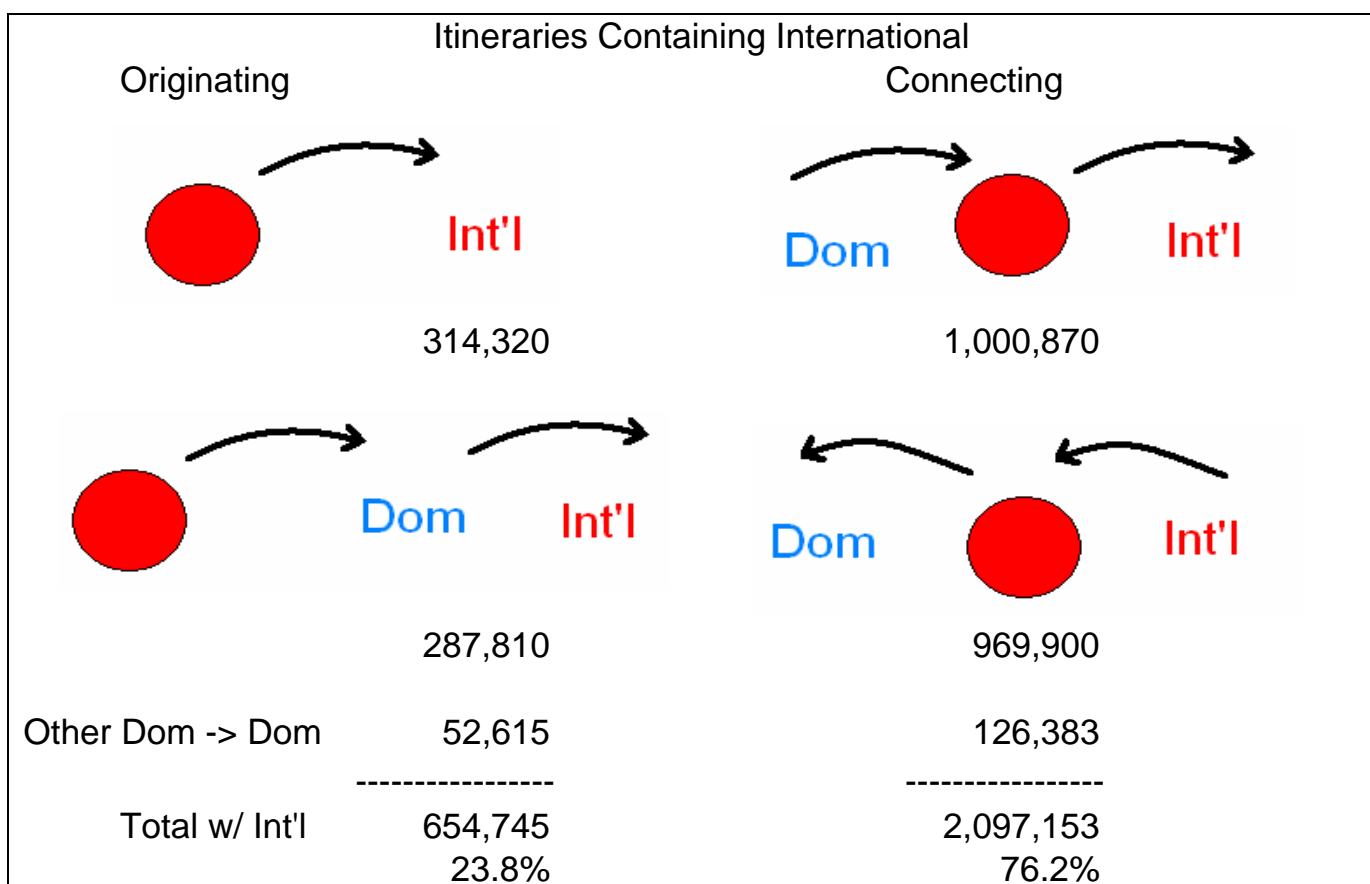 Itineraries Containing International
Originating Connecting
Int'l Dom Int'l
314,320 1,000,870
Dom Int'l Dom Int'l
287,810 969,900
Other Dom -> Dom 52,615 126,383
----------------- -----------------
Total w/ Int'l 654,745 2,097,153
23.8% 76.2%